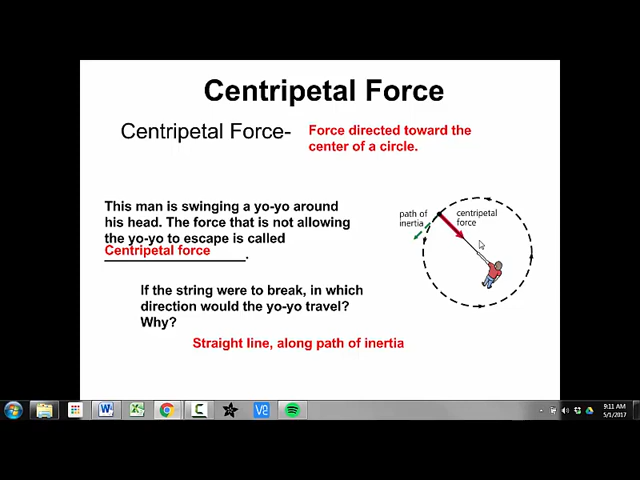 Centripetal Force
Centripetal Force-
Force directed toward the
center of a circle.
This man is swinging a yo-yo around
his head. The force that is not allowing
the yo-yo to escape is called
Centripetal force
.
path of
inertia
centripetal
force
If the string were to break, in which
direction would the yo-yo travel?
Why?
Straight line, along path of inertia
9:11 AM
5/1/2017